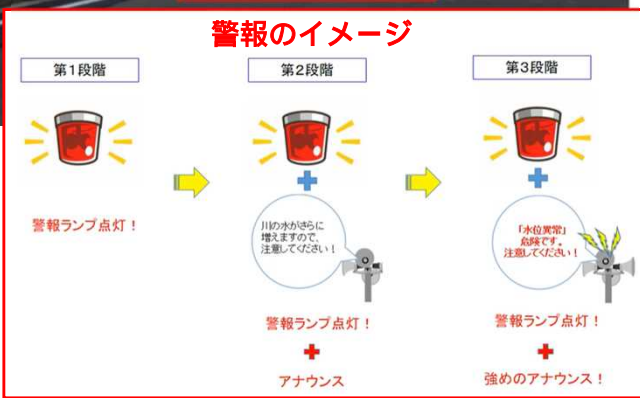 警報のイメージ
第1段階
第2段階
第3段階
警報ランプ点灯！
川の水がさらに
増えますので、
注意してください！
警報ランプ点灯！
+
アナウンス
「水位異常」
危険です。
注意してください！
警報ランプ点灯！
+
強めのアナウンス！